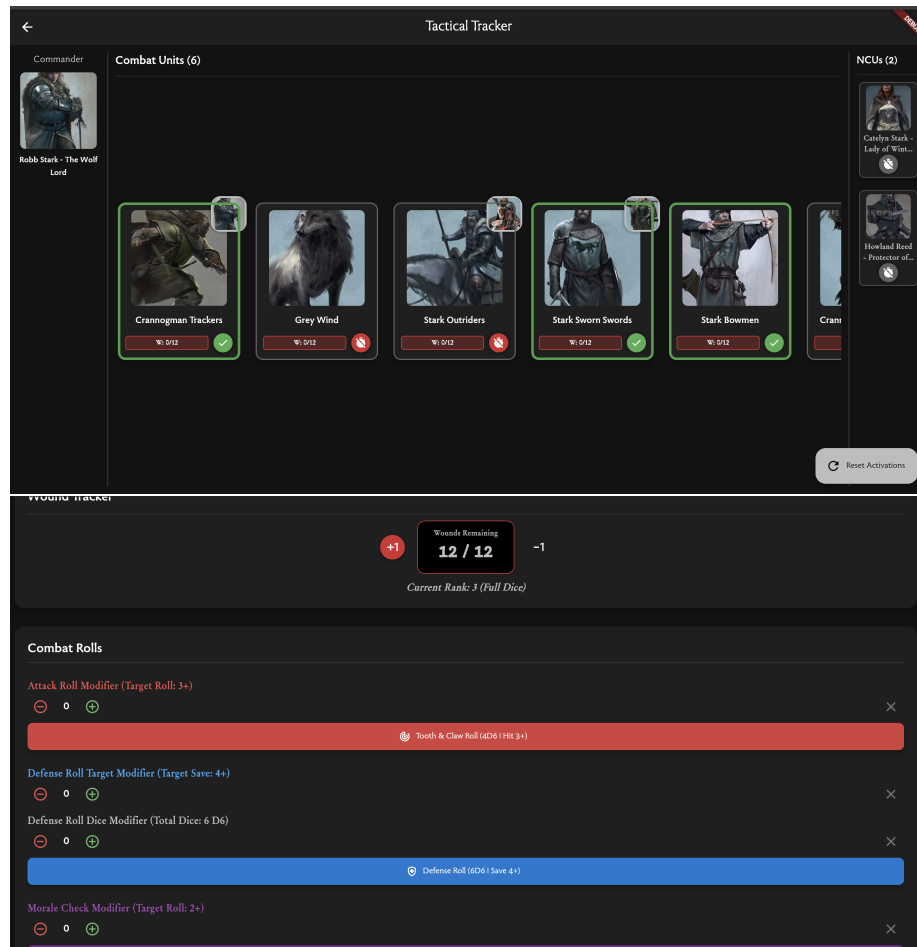 Tactical Tracker
Commander
Robb Stark - The Wolf
Lord
Combat Units (6)
Crannogman Trackers
W: 0/12
Grey Wind
W: 0/12
Stark Outriders
W: 0/12
Stark Sworn Swords
W: 0/12
Stark Bowmen
W: 0/12
Crann
NCUs (2)
Catelyn Stark -
Lady of Wint...
Howland Reed
- Protector of...
Reset Activations
Wound Tracker
+1
Wounds Remaining
12 / 12
−1
Current Rank: 3 (Full Dice)
Combat Rolls
Attack Roll Modifier (Target Roll: 3+)
0
Tooth & Claw Roll (4D6 | Hit 3+)
Defense Roll Target Modifier (Target Save: 4+)
0
Defense Roll Dice Modifier (Total Dice: 6 D6)
0
Defense Roll (6D6 | Save 4+)
Morale Check Modifier (Target Roll: 2+)
0